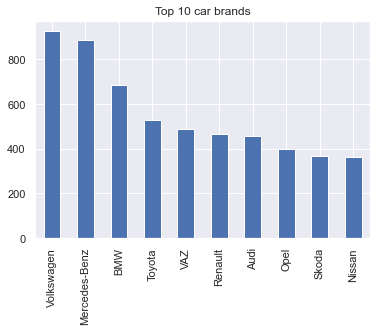 Top 10 car brands
800
600
400
200
0
Volkswagen
Mercedes-Benz
BMW
Toyota
VAZ
Renault
Audi
Opel
Skoda
Nissan